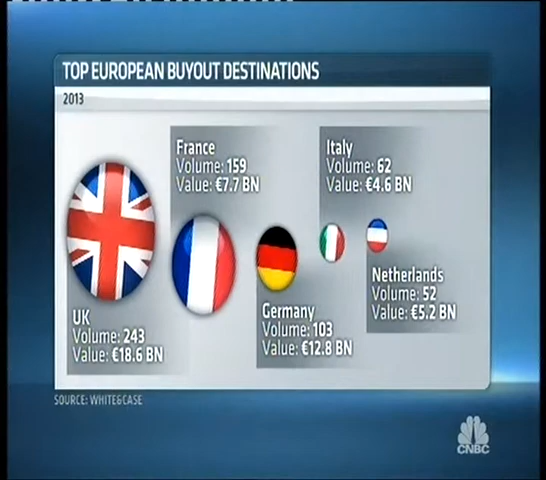 TOP EUROPEAN BUYOUT DESTINATIONS
2013
France
Volume: 159
Value: €7.7 BN
Italy
Volume: 62
Value: €4.6 BN
UK
Volume: 243
Value: €18.6 BN
Germany
Volume: 103
Value: €12.8 BN
Netherlands
Volume: 52
Value: €5.2 BN
SOURCE: WHITE&CASE
CNBC